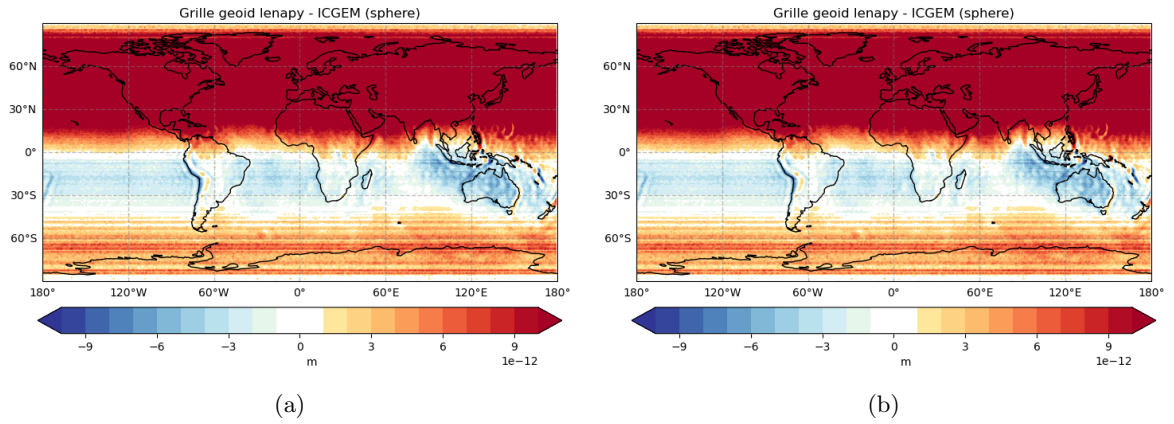 Grille geoid lenapy - ICGEM (sphere)
60°N
30°N
0°
30°S
60°S
180° 120°W 60°W 0° 60°E 120°E 180°
−9 −6 −3 0 3 6 9
m 1e−12
(a)
Grille geoid lenapy - ICGEM (sphere)
60°N
30°N
0°
30°S
60°S
180° 120°W 60°W 0° 60°E 120°E 180°
−9 −6 −3 0 3 6 9
m 1e−12
(b)